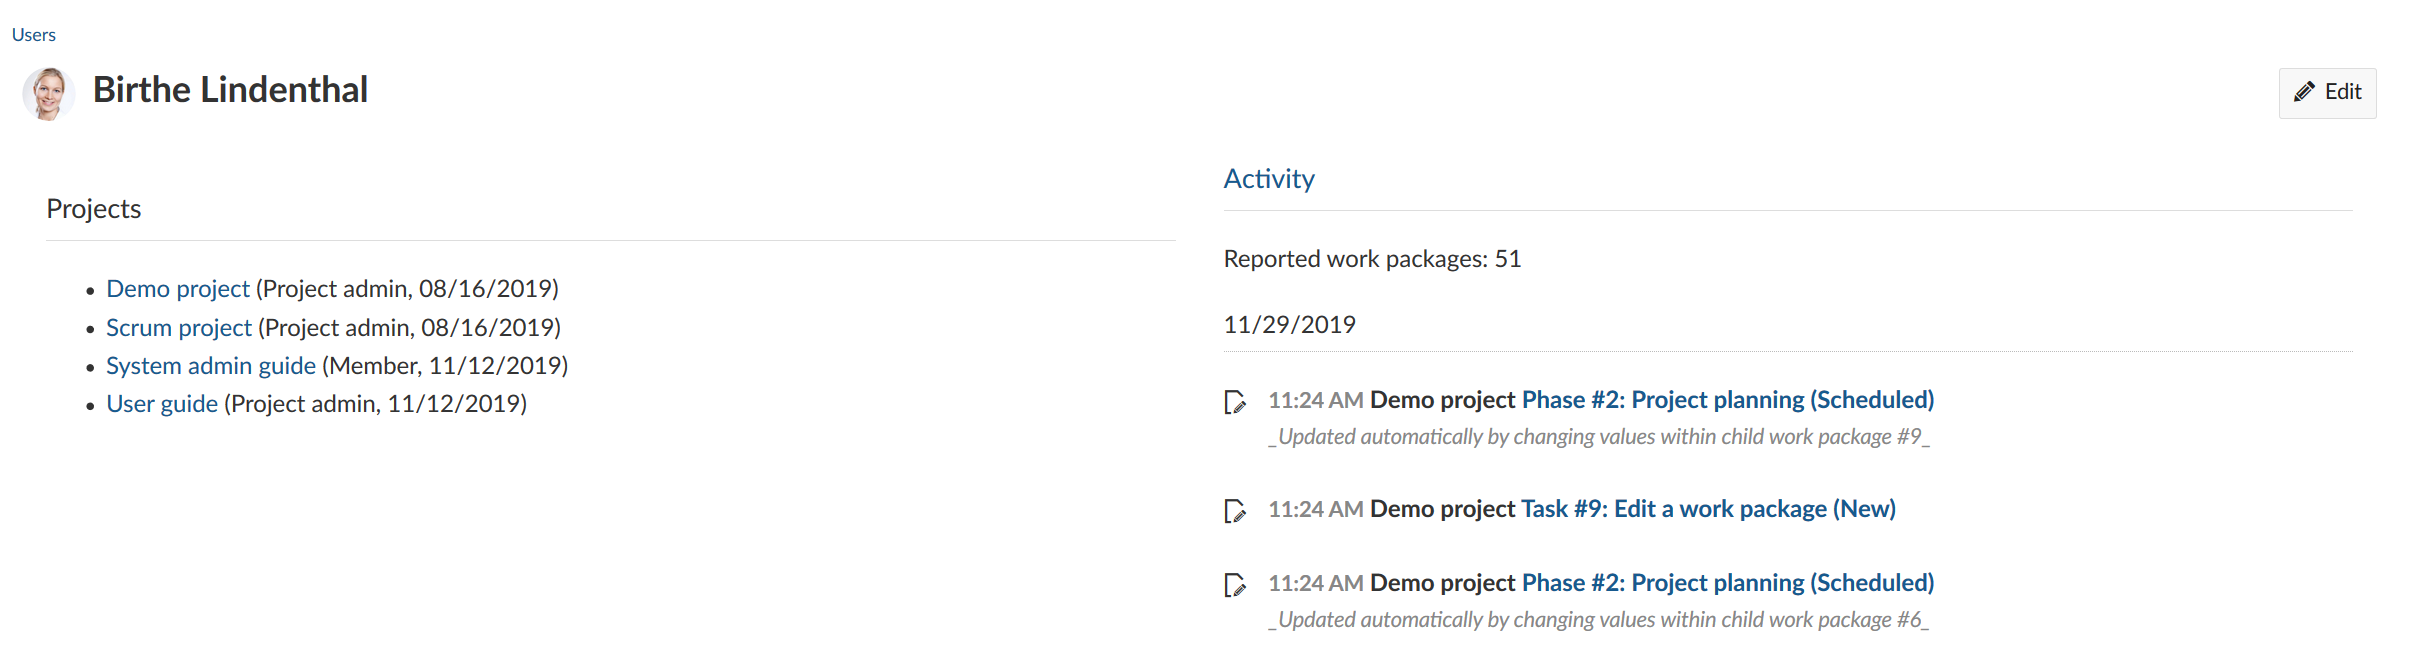 Users
Birthe Lindenthal
Edit
Projects
Demo project (Project admin, 08/16/2019)
Scrum project (Project admin, 08/16/2019)
System admin guide (Member, 11/12/2019)
User guide (Project admin, 11/12/2019)
Activity
Reported work packages: 51
11/29/2019
11:24 AM Demo project Phase #2: Project planning (Scheduled)
_Updated automatically by changing values within child work package #9_
11:24 AM Demo project Task #9: Edit a work package (New)
11:24 AM Demo project Phase #2: Project planning (Scheduled)
_Updated automatically by changing values within child work package #6_